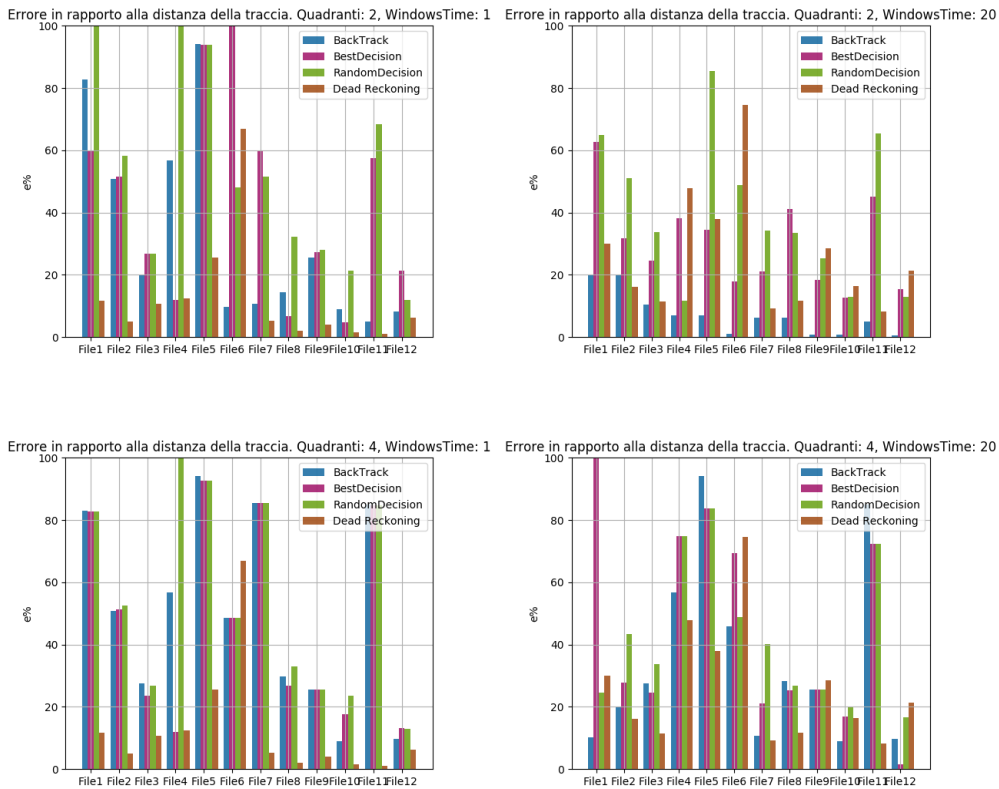 Errore in rapporto alla distanza della traccia. Quadranti: 2, WindowsTime: 1
100
80
60
40
20
0
e%
BackTrack
BestDecision
RandomDecision
Dead Reckoning
File1 File2 File3 File4 File5 File6 File7 File8 File9 File10 File11 File12
Errore in rapporto alla distanza della traccia. Quadranti: 2, WindowsTime: 20
100
80
60
40
20
0
e%
BackTrack
BestDecision
RandomDecision
Dead Reckoning
File1 File2 File3 File4 File5 File6 File7 File8 File9 File10 File11 File12
Errore in rapporto alla distanza della traccia. Quadranti: 4, WindowsTime: 1
100
80
60
40
20
0
e%
BackTrack
BestDecision
RandomDecision
Dead Reckoning
File1 File2 File3 File4 File5 File6 File7 File8 File9 File10 File11 File12
Errore in rapporto alla distanza della traccia. Quadranti: 4, WindowsTime: 20
100
80
60
40
20
0
e%
BackTrack
BestDecision
RandomDecision
Dead Reckoning
File1 File2 File3 File4 File5 File6 File7 File8 File9 File10 File11 File12